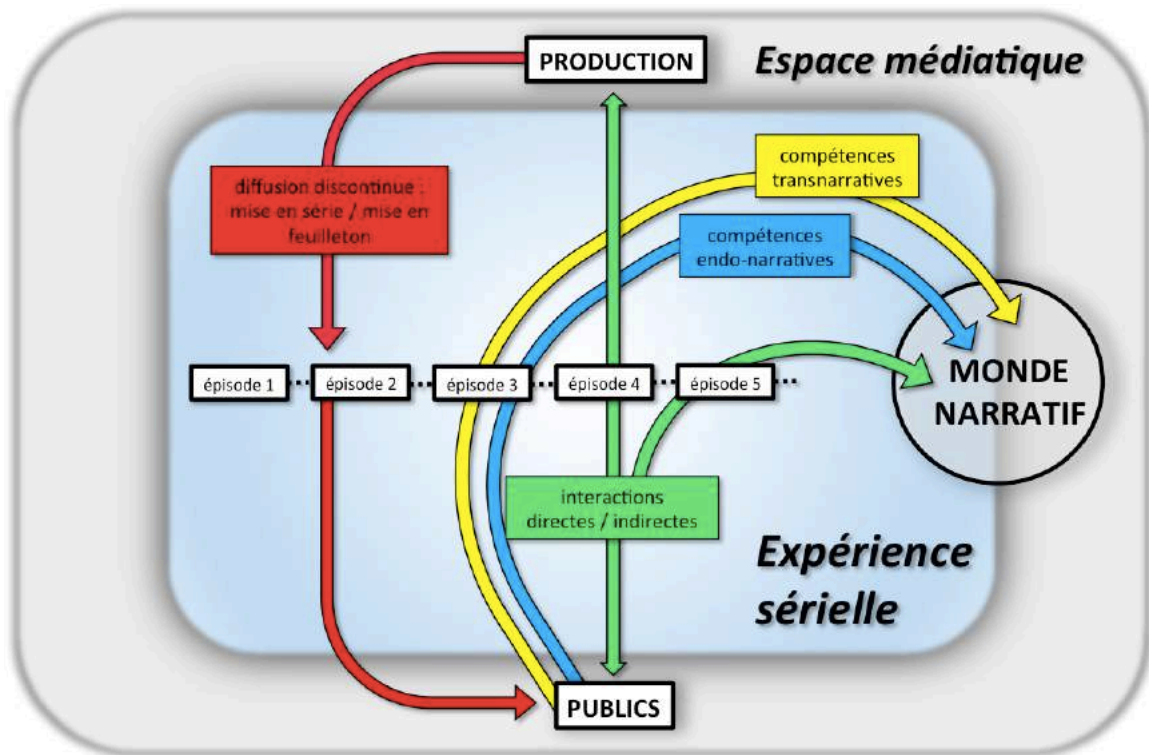 PRODUCTION
Espace médiatique
compétences
transnarratives
diffusion discontinue :
mise en série / mise en
feuilleton
compétences
endo-narratives
épisode 1
épisode 2
épisode 3
épisode 4
épisode 5
MONDE
NARRATIF
interactions
directes / indirectes
Expérience
sérielle
PUBLICS